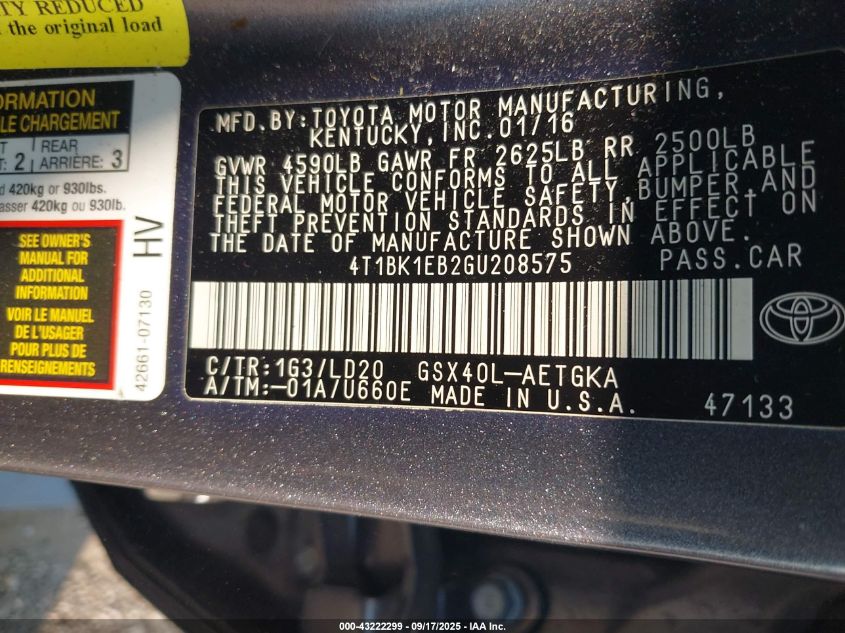 TY REDUCED
the original load
ORMATION
LE CHARGEMENT
2
REAR
ARRIÈRE: 3
420kg or 930lbs.
asser 420kg ou 930lb.
SEE OWNER'S
MANUAL FOR
ADDITIONAL
INFORMATION
VOIR LE MANUEL
DE L'USAGER
POUR PLUS DE
RENSEIGNEMENTS
HV
42661-07130
MFD. BY: TOYOTA MOTOR MANUFACTURING,
KENTUCKY, INC. 01/16
GVWR 4590LB GAWR FR 2625LB RR 2500LB
THIS VEHICLE CONFORMS TO ALL APPLICABLE
FEDERAL MOTOR VEHICLE SAFETY, BUMPER, AND
THEFT PREVENTION STANDARDS IN EFFECT ON
THE DATE OF MANUFACTURE SHOWN ABOVE.
4T1BK1EB2GU208575 PASS.CAR
C/TR: 1G3/LD20 GSX40L-AETGKA
A/TM:-01A/U660E MADE IN U.S.A.
47133
000-43222299 - 09/17/2025 - IAA Inc.